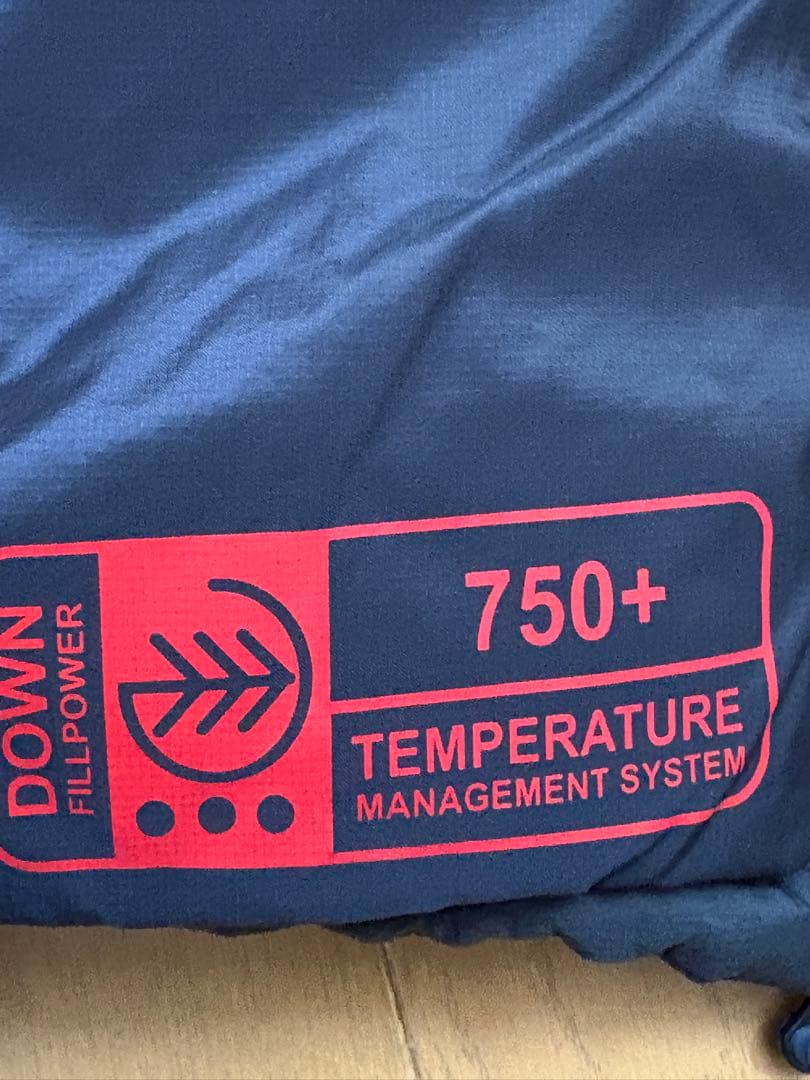 DOWN
FILLPOWER
750+
TEMPERATURE
MANAGEMENT SYSTEM